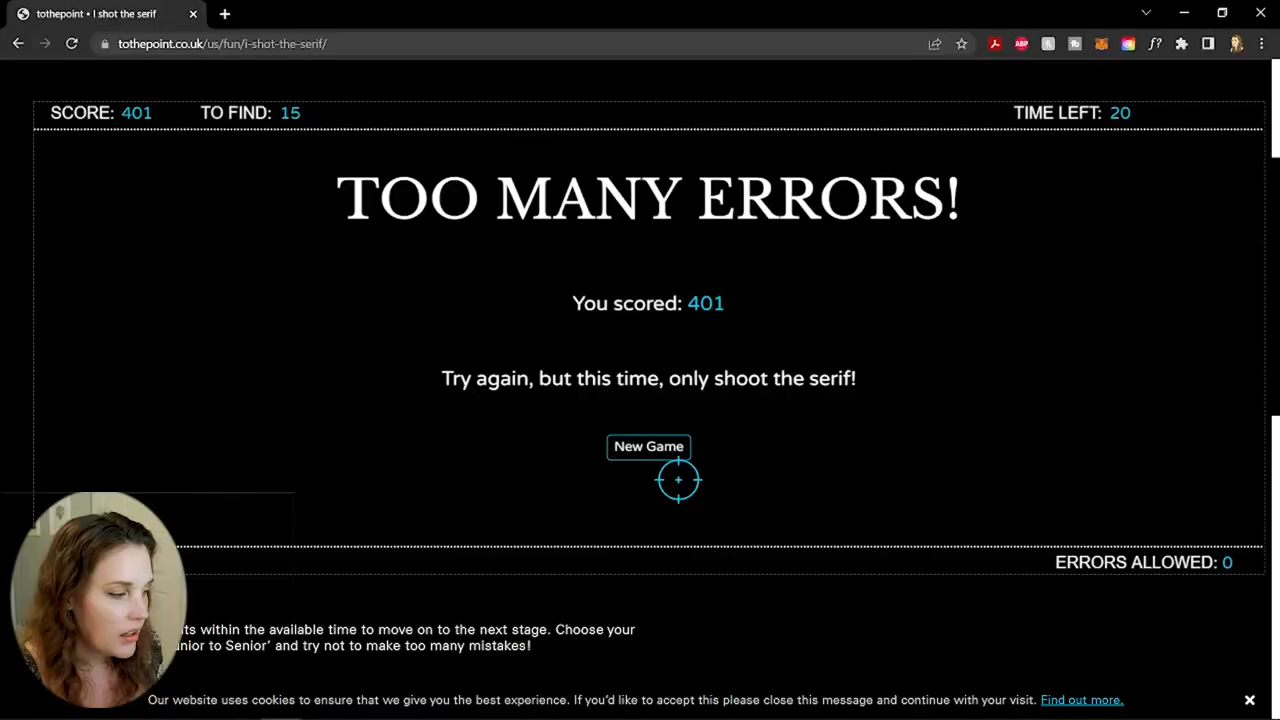 tothepoint • I shot the serif
tothepoint.co.uk/us/fun/i-shot-the-serif/
ABP
f?
SCORE: 401 TO FIND: 15 TIME LEFT: 20
TOO MANY ERRORS!
You scored: 401
Try again, but this time, only shoot the serif!
New Game
ERRORS ALLOWED: 0
within the available time to move on to the next stage. Choose your
to Senior' and try not to make too many mistakes!
Our website uses cookies to ensure that we give you the best experience. If you'd like to accept this please close this message and continue with your visit. Find out more.